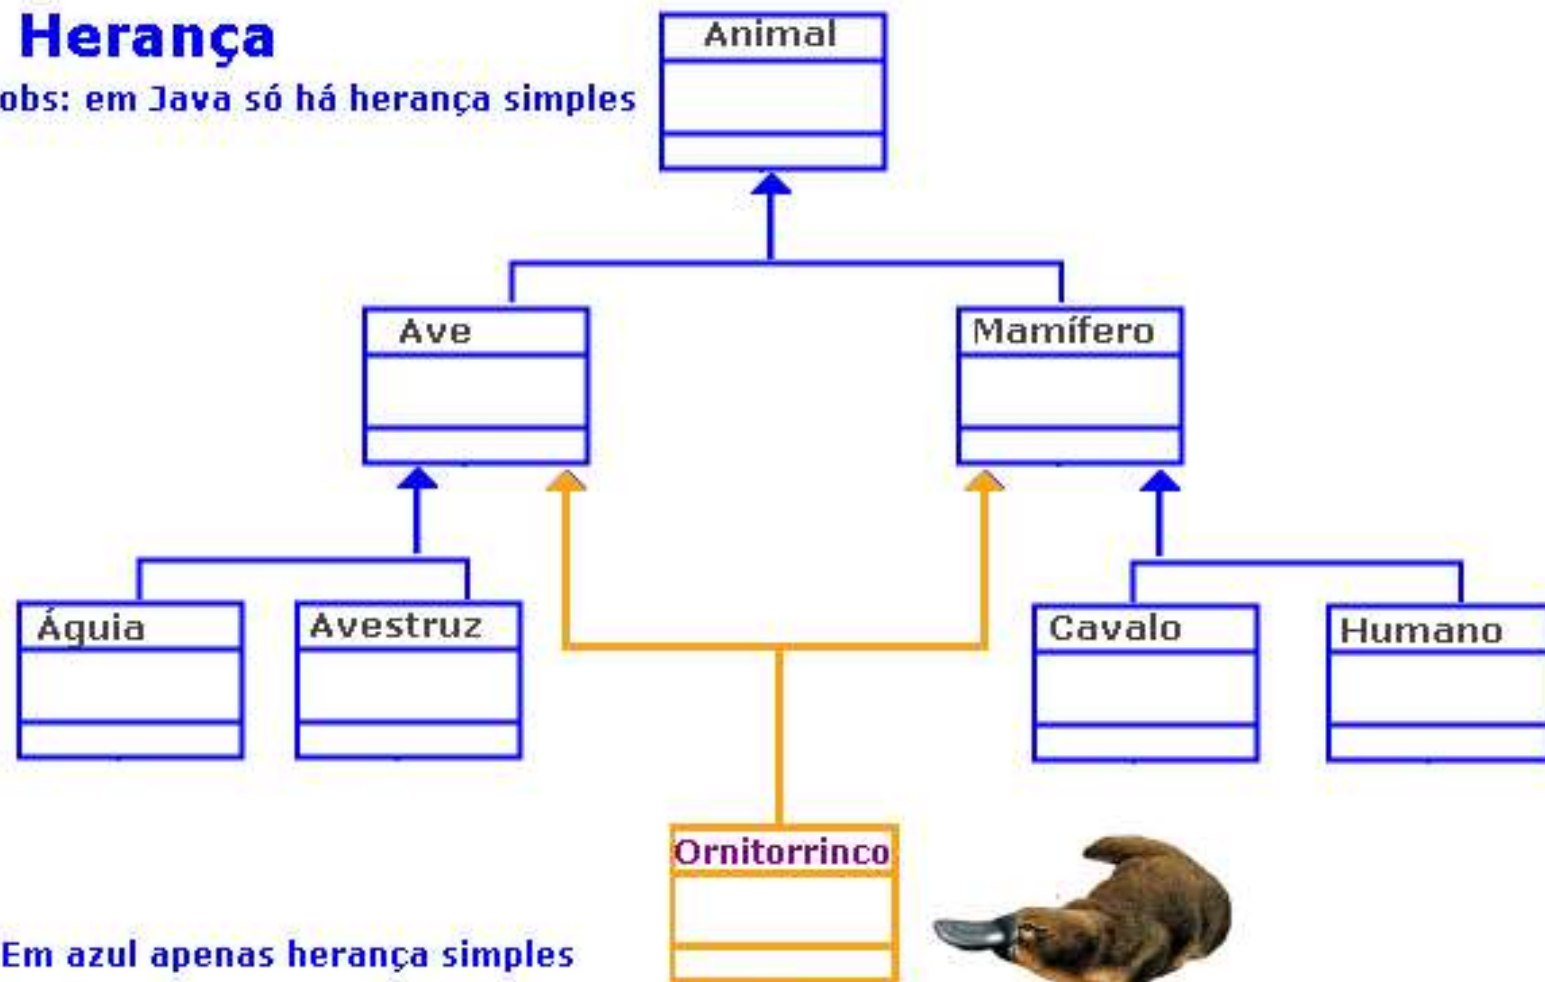 Herança
obs: em Java só há herança simples
Animal
Ave
Mamífero
Águia
Avestruz
Cavalo
Humano
Ornitorrinco
Em azul apenas herança simples